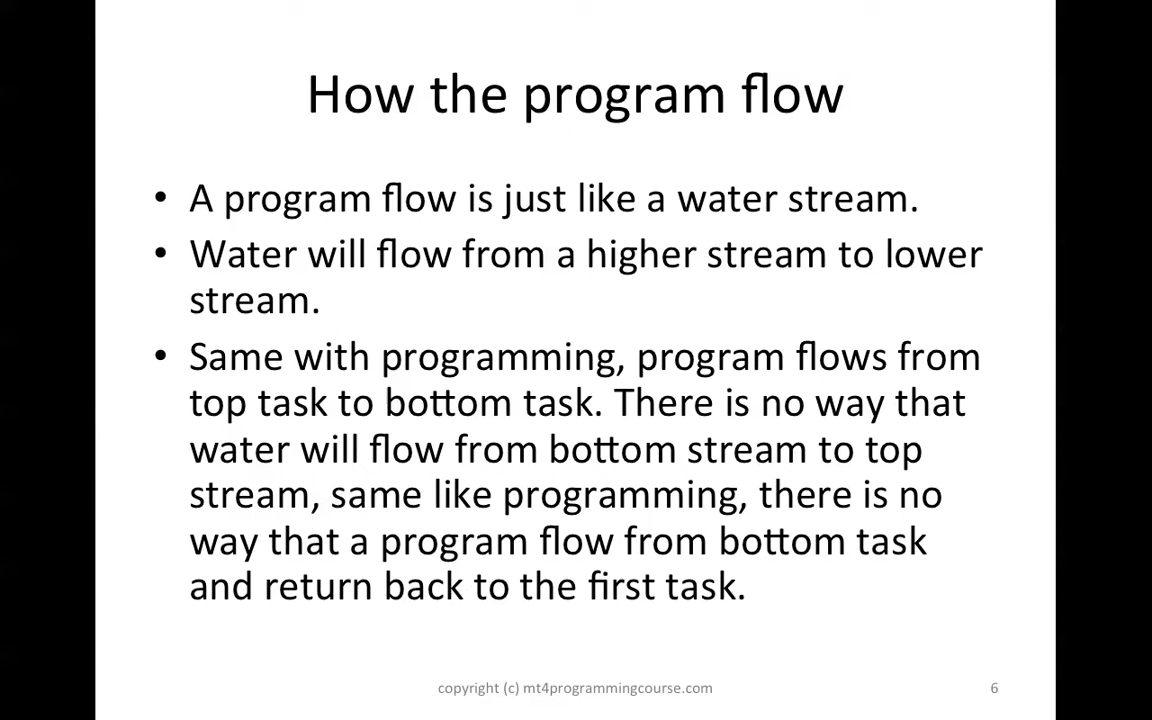 How the program flow
• A program flow is just like a water stream.
• Water will flow from a higher stream to lower
stream.
• Same with programming, program flows from
top task to bottom task. There is no way that
water will flow from bottom stream to top
stream, same like programming, there is no
way that a program flow from bottom task
and return back to the first task.
copyright (c) mt4programmingcourse.com
6